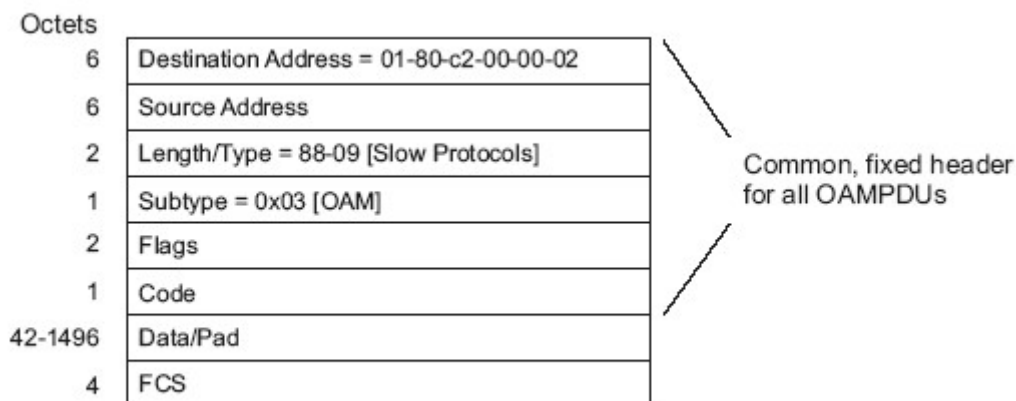 Octets
6 Destination Address = 01-80-c2-00-00-02
6 Source Address
2 Length/Type = 88-09 [Slow Protocols]
1 Subtype = 0x03 [OAM]
2 Flags
1 Code
42-1496 Data/Pad
4 FCS
Common, fixed header
for all OAMPDUs